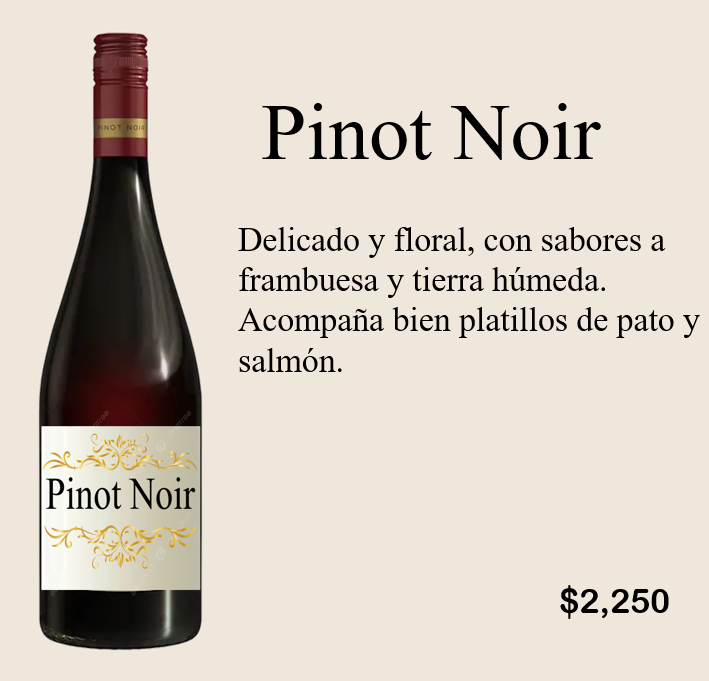 Pinot Noir
Delicado y floral, con sabores a
frambuesa y tierra húmeda.
Acompaña bien platillos de pato y
salmón.
PINOT NOIR
Pinot Noir
$2,250